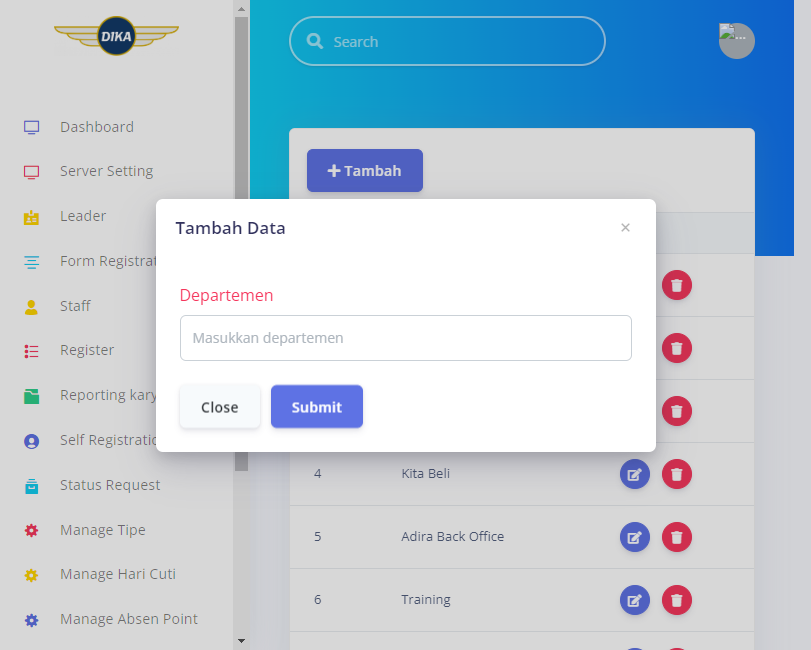 DIKA
Search
...
Dashboard
Server Setting
Leader
Form Registrat
Staff
Register
Reporting kary
Self Registratio
Status Request
Manage Tipe
Manage Hari Cuti
Manage Absen Point
Tambah
Tambah Data
×
Departemen
Masukkan departemen
Close
Submit
4 Kita Beli
5 Adira Back Office
6 Training